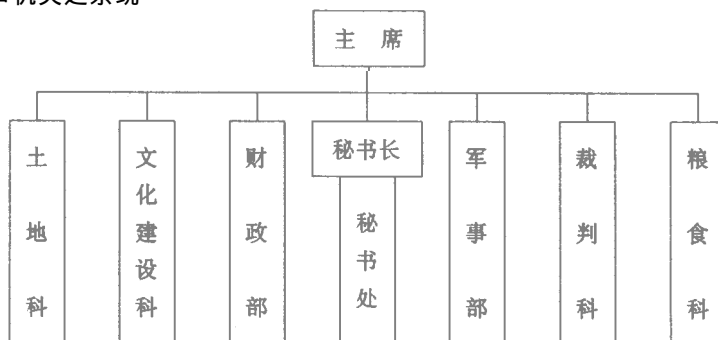 主席
土地科
文化建设科
财政部
秘书长
秘书处
军事部
裁判科
粮食科